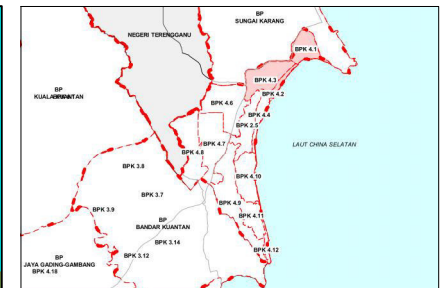 BP
SUNGAI KARANG
NEGERI TERENGGANU
BPK 4.1
BPK 4.3
BPK 4.2
BP
BPK 4.6
BPK 4.4
BPK 2.5
LAUT CHINA SELATAN
BPK 4.7
BPK 4.8
BPK 3.8
BPK 4.10
BPK 3.7
BPK 4.9
BPK 3.9
BPK 4.11
BP
BANDAR KUANTAN
BPK 3.14
BPK 4.12
BPK 3.12
BP
JAYA GADING-GAMBANG
BPK 4.18